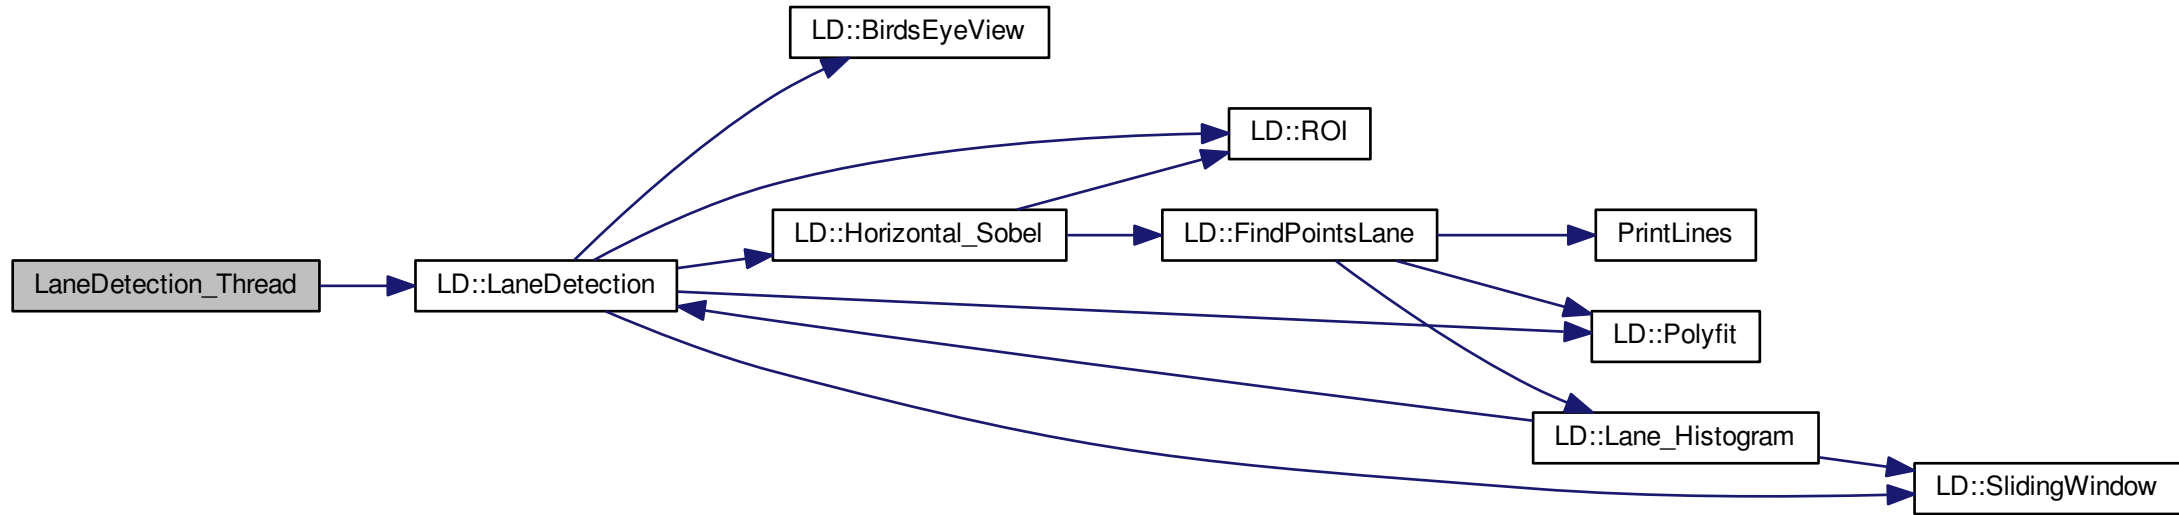 LD::BirdsEyeView
LD::ROI
LD::Horizontal_Sobel
LD::FindPointsLane
PrintLines
LaneDetection_Thread
LD::LaneDetection
LD::Polyfit
LD::Lane_Histogram
LD::SlidingWindow